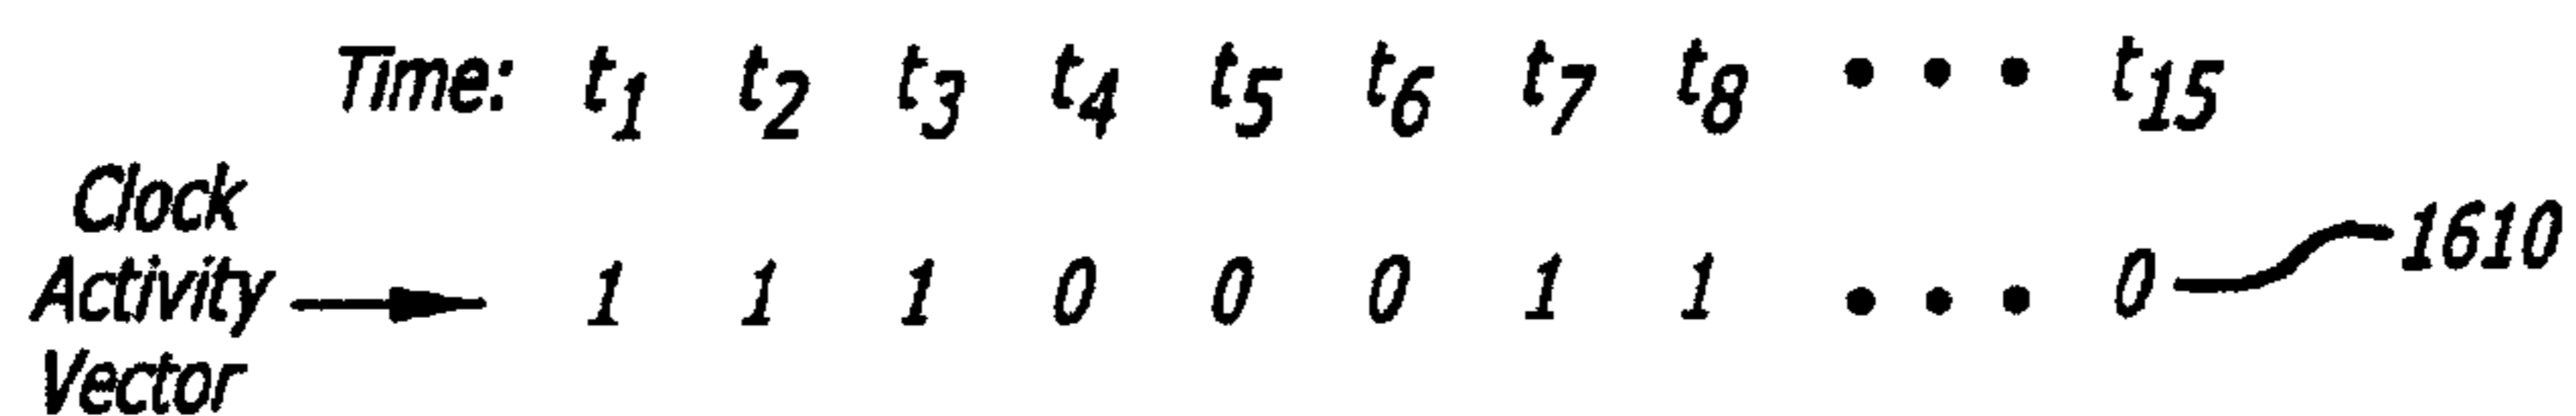 Time: t1 t2 t3 t4 t5 t6 t7 t8 • • • t15
Clock
Activity 1 1 1 0 0 0 1 1 • • • 0 1610
Vector